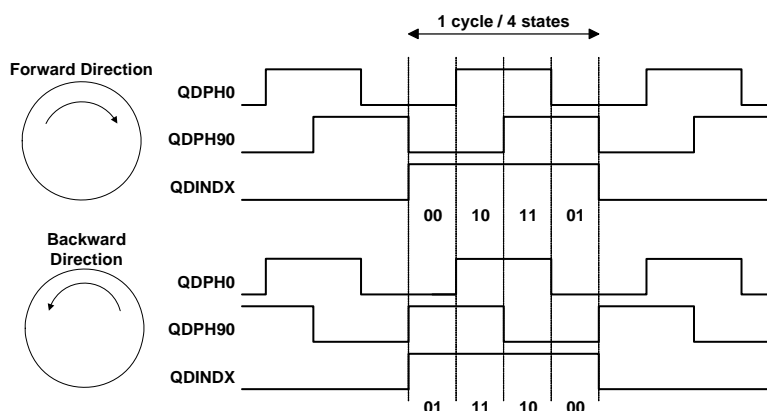 1 cycle / 4 states
Forward Direction
QDPH0
QDPH90
QDINDX
00 10 11 01
Backward
Direction
QDPH0
QDPH90
QDINDX
01 11 10 00